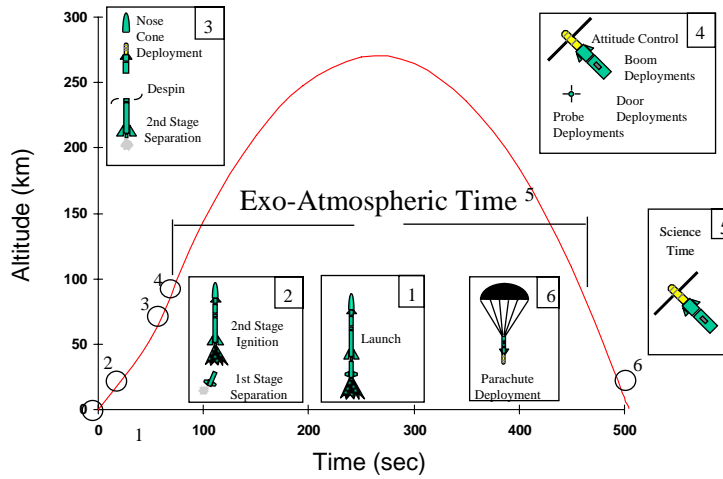 3
Nose
Cone
Deployment
Despin
2nd Stage
Separation
4
Attitude Control
Boom
Deployments
Door
Deployments
Probe
Deployments
Altitude (km)
300
250
200
150
100
50
0
Exo-Atmospheric Time
5
2
2nd Stage
Ignition
1st Stage
Separation
1
Launch
6
Parachute
Deployment
5
Science
Time
4
3
2
1
6
0
100
200
300
400
500
Time (sec)